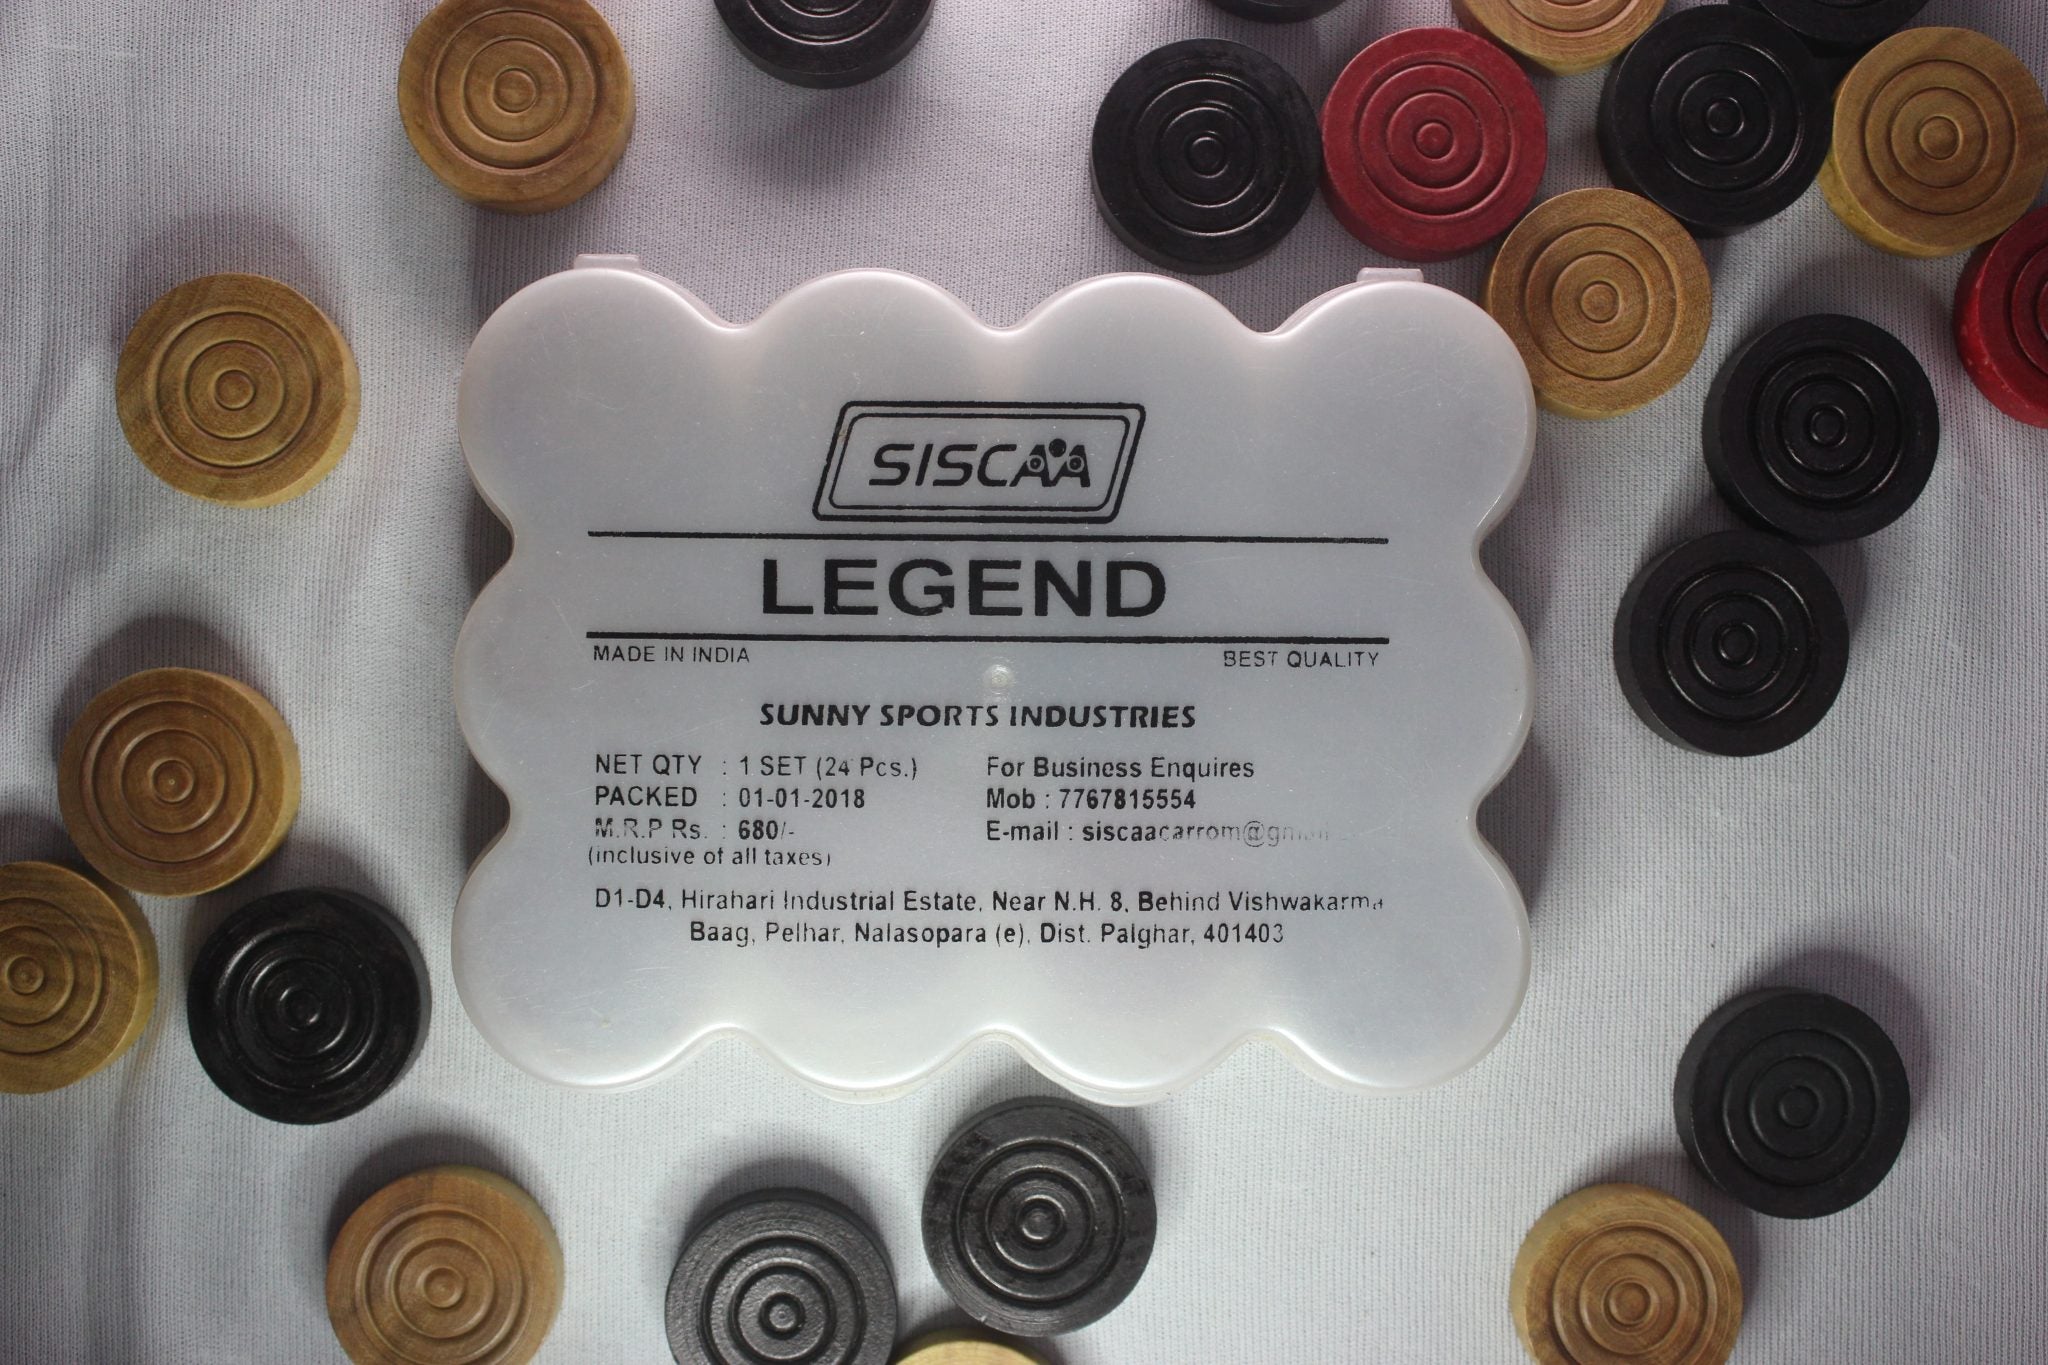 SISCAA
LEGEND
MADE IN INDIA BEST QUALITY
SUNNY SPORTS INDUSTRIES
NET QTY : 1 SET (24 Pcs.) For Business Enquires
PACKED : 01-01-2018 Mob : 7767815554
M.R.P Rs. : 680/- E-mail : siscaacarrom@gmail
(inclusive of all taxes)
D1-D4, Hirahari Industrial Estate, Near N.H. 8, Behind Vishwakarma
Baag, Pelhar, Nalasopara (e), Dist. Palghar, 401403